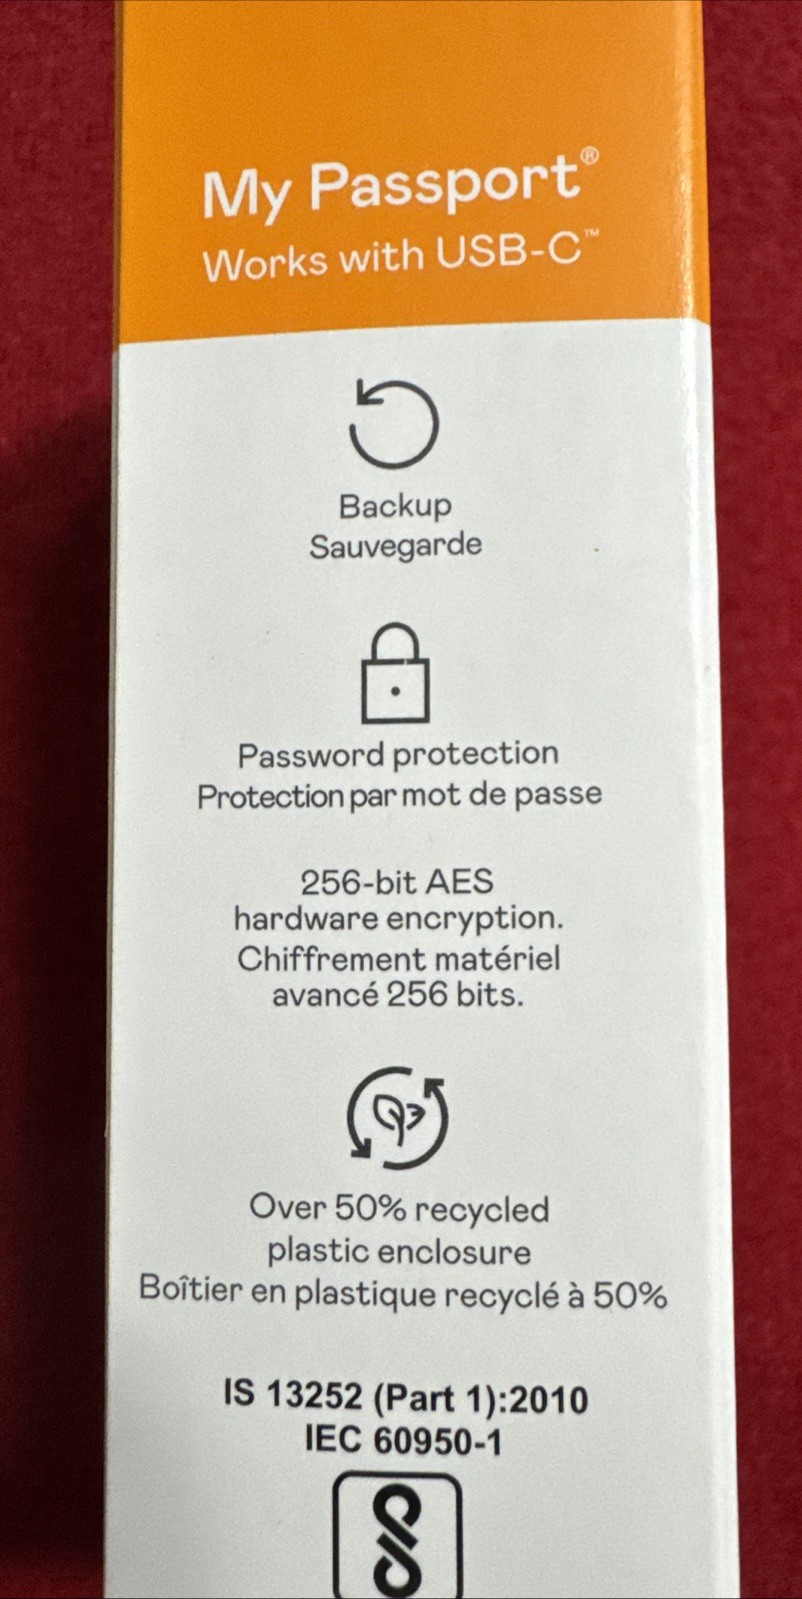 My Passport®
Works with USB-C™
Backup
Sauvegarde
Password protection
Protection par mot de passe
256-bit AES
hardware encryption.
Chiffrement matériel
avancé 256 bits.
Over 50% recycled
plastic enclosure
Boîtier en plastique recyclé à 50%
IS 13252 (Part 1):2010
IEC 60950-1